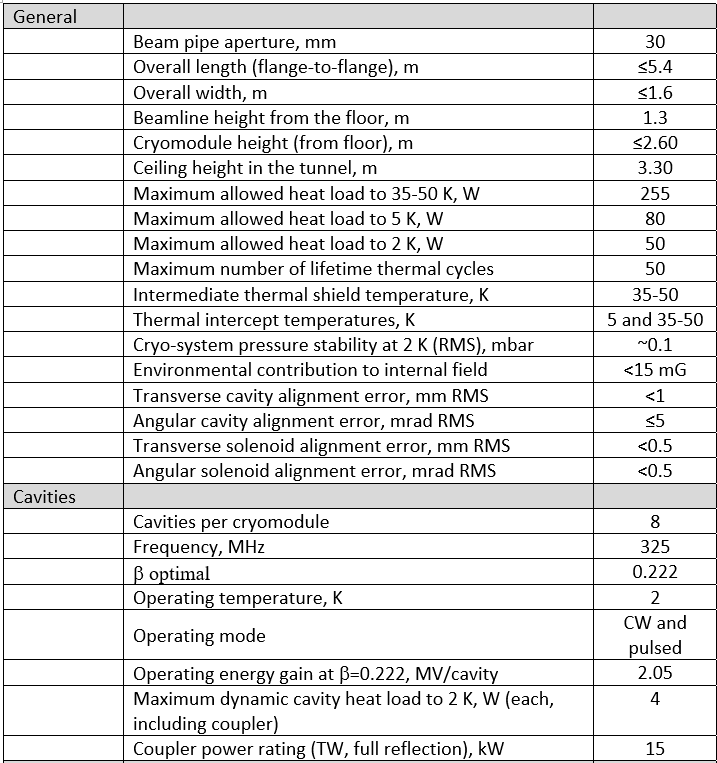 General
Beam pipe aperture, mm 30
Overall length (flange-to-flange), m ≤5.4
Overall width, m ≤1.6
Beamline height from the floor, m 1.3
Cryomodule height (from floor), m ≤2.60
Ceiling height in the tunnel, m 3.30
Maximum allowed heat load to 35-50 K, W 255
Maximum allowed heat load to 5 K, W 80
Maximum allowed heat load to 2 K, W 50
Maximum number of lifetime thermal cycles 50
Intermediate thermal shield temperature, K 35-50
Thermal intercept temperatures, K 5 and 35-50
Cryo-system pressure stability at 2 K (RMS), mbar ~0.1
Environmental contribution to internal field <15 mG
Transverse cavity alignment error, mm RMS <1
Angular cavity alignment error, mrad RMS ≤5
Transverse solenoid alignment error, mm RMS <0.5
Angular solenoid alignment error, mrad RMS <0.5
Cavities
Cavities per cryomodule 8
Frequency, MHz 325
β optimal 0.222
Operating temperature, K 2
Operating mode CW and
pulsed
Operating energy gain at β=0.222, MV/cavity 2.05
Maximum dynamic cavity heat load to 2 K, W (each, 4
including coupler)
Coupler power rating (TW, full reflection), kW 15